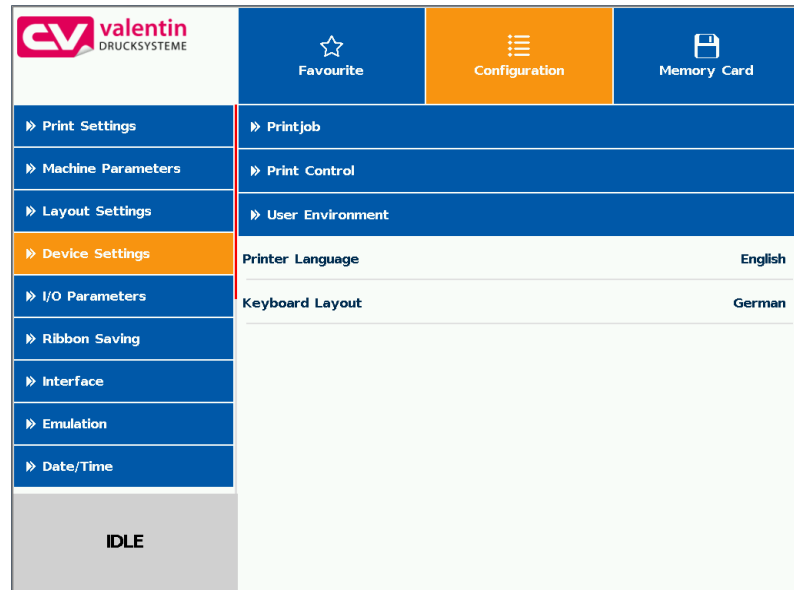 valentin
DRUCKSYSTEME
Favourite
Configuration
Memory Card
Print Settings
Machine Parameters
Layout Settings
Device Settings
I/O Parameters
Ribbon Saving
Interface
Emulation
Date/Time
IDLE
Printjob
Print Control
User Environment
Printer Language English
Keyboard Layout German